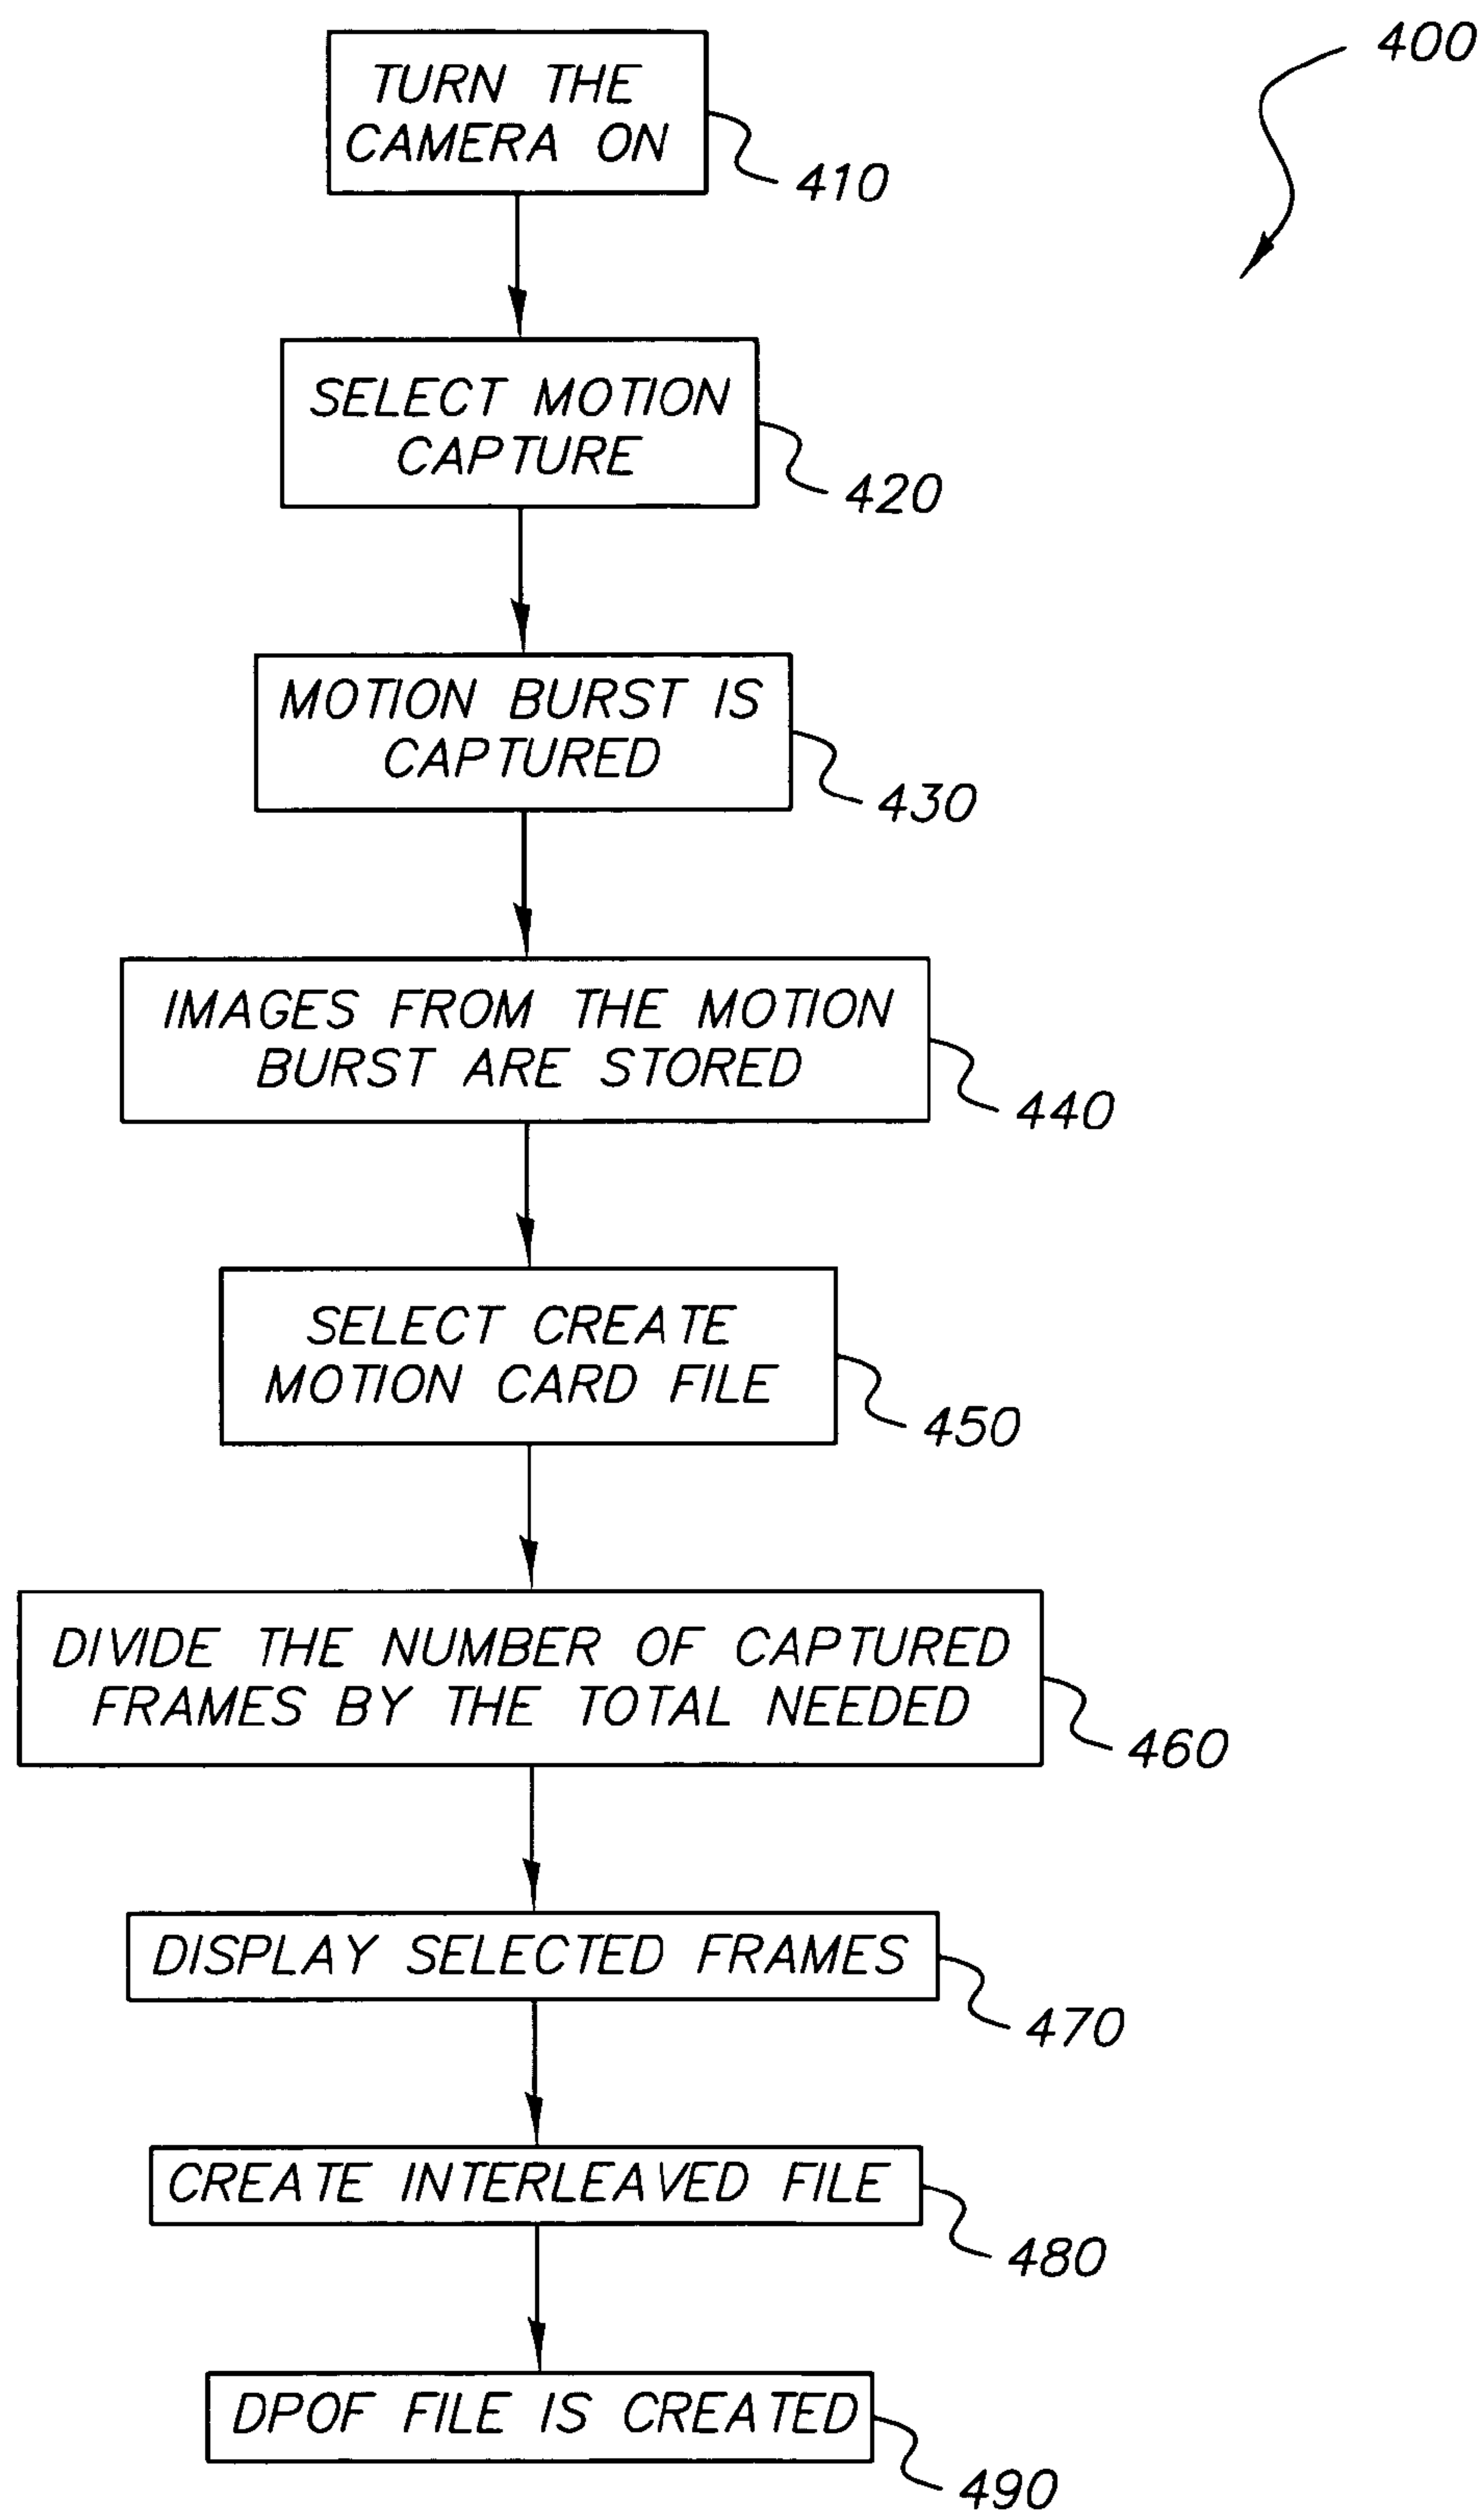 400
TURN THE
CAMERA ON
410
SELECT MOTION
CAPTURE
420
MOTION BURST IS
CAPTURED
430
IMAGES FROM THE MOTION
BURST ARE STORED
440
SELECT CREATE
MOTION CARD FILE
450
DIVIDE THE NUMBER OF CAPTURED
FRAMES BY THE TOTAL NEEDED
460
DISPLAY SELECTED FRAMES
470
CREATE INTERLEAVED FILE
480
DPOF FILE IS CREATED
490